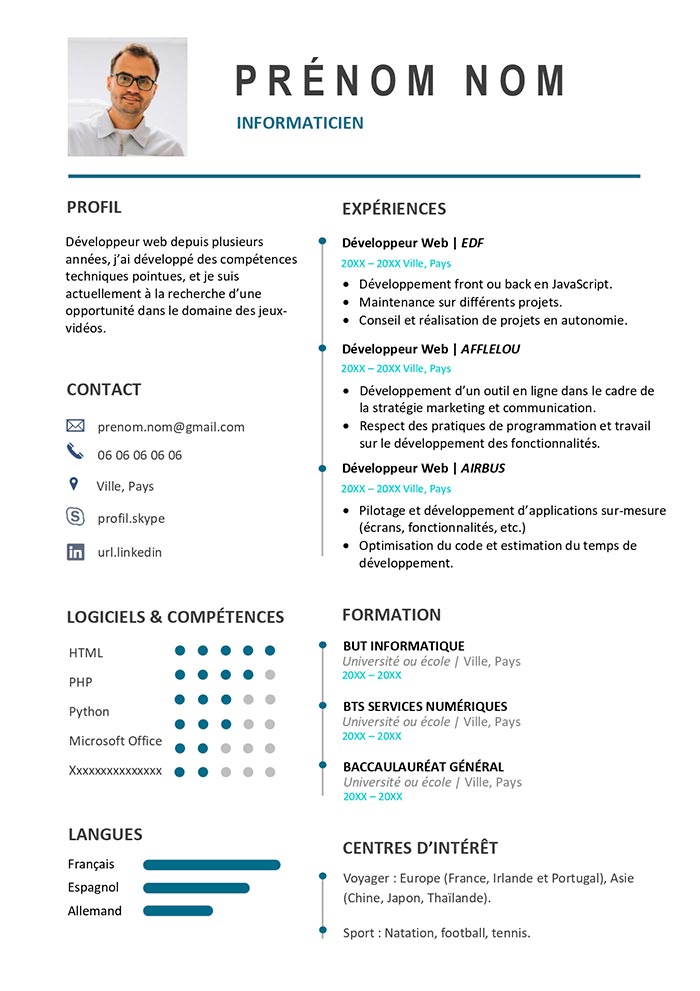 PRÉNOM NOM
INFORMATICIEN
PROFIL
Développeur web depuis plusieurs
années, j’ai développé des compétences
techniques pointues, et je suis
actuellement à la recherche d’une
opportunité dans le domaine des jeux-
vidéos.
CONTACT
prenom.nom@gmail.com
06 06 06 06 06
Ville, Pays
profil.skype
in url.linkedin
LOGICIELS & COMPÉTENCES
HTML
PHP
Python
Microsoft Office
Xxxxxxxxxxxxxxx
LANGUES
Français
Espagnol
Allemand
EXPÉRIENCES
Développeur Web | EDF
20XX – 20XX Ville, Pays
• Développement front ou back en JavaScript.
• Maintenance sur différents projets.
• Conseil et réalisation de projets en autonomie.
Développeur Web | AFFLELOU
20XX – 20XX Ville, Pays
• Développement d’un outil en ligne dans le cadre de
la stratégie marketing et communication.
• Respect des pratiques de programmation et travail
sur le développement des fonctionnalités.
Développeur Web | AIRBUS
20XX – 20XX Ville, Pays
• Pilotage et développement d’applications sur-mesure
(écrans, fonctionnalités, etc.)
• Optimisation du code et estimation du temps de
développement.
FORMATION
BUT INFORMATIQUE
Université ou école | Ville, Pays
20XX – 20XX
BTS SERVICES NUMÉRIQUES
Université ou école | Ville, Pays
20XX – 20XX
BACCAULAURÉAT GÉNÉRAL
Université ou école | Ville, Pays
20XX – 20XX
CENTRES D’INTÉRÊT
Voyager : Europe (France, Irlande et Portugal), Asie
(Chine, Japon, Thaïlande).
Sport : Natation, football, tennis.